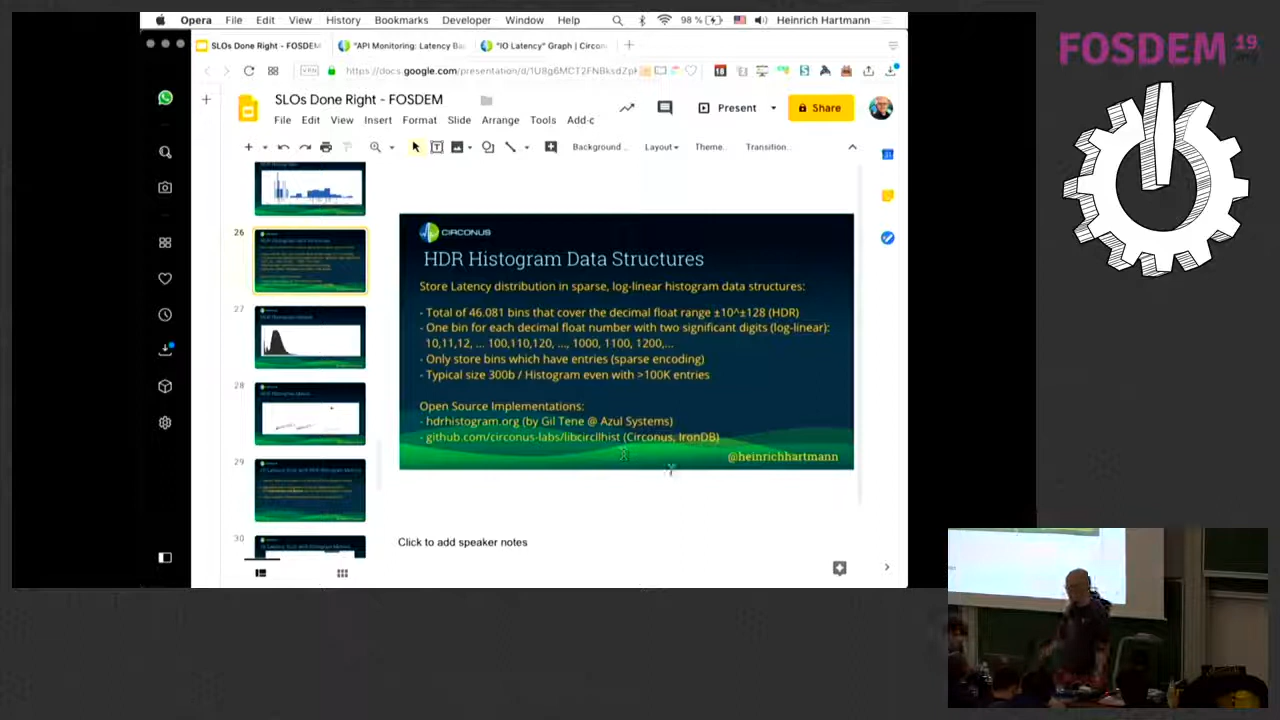 Opera File Edit View History Bookmarks Developer Window Help 98 % Heinrich Hartmann
SLOs Done Right - FOSDEM "API Monitoring: Latency Ba "IO Latency" Graph | Circon
VPN https://docs.google.com/presentation/d/1U8g6MCT2FNBksdZpK
SLOs Done Right - FOSDEM
Present
Share
File Edit View Insert Format Slide Arrange Tools Add-c
Background... Layout Theme.. Transition..
26
27
28
29
30
CIRCONUS
HDR Histogram Data Structures
Store Latency distribution in sparse, log-linear histogram data structures:
- Total of 46.081 bins that cover the decimal float range ±10^±128 (HDR)
- One bin for each decimal float number with two significant digits (log-linear):
10,11,12, ... 100,110,120, ..., 1000, 1100, 1200,...
- Only store bins which have entries (sparse encoding)
- Typical size 300b / Histogram even with >100K entries
Open Source Implementations:
- hdrhistogram.org (by Gil Tene @ Azul Systems)
- github.com/circonus-labs/libcircllhist (Circonus, IronDB)
@heinrichhartmann
Click to add speaker notes
FOSDEM 19